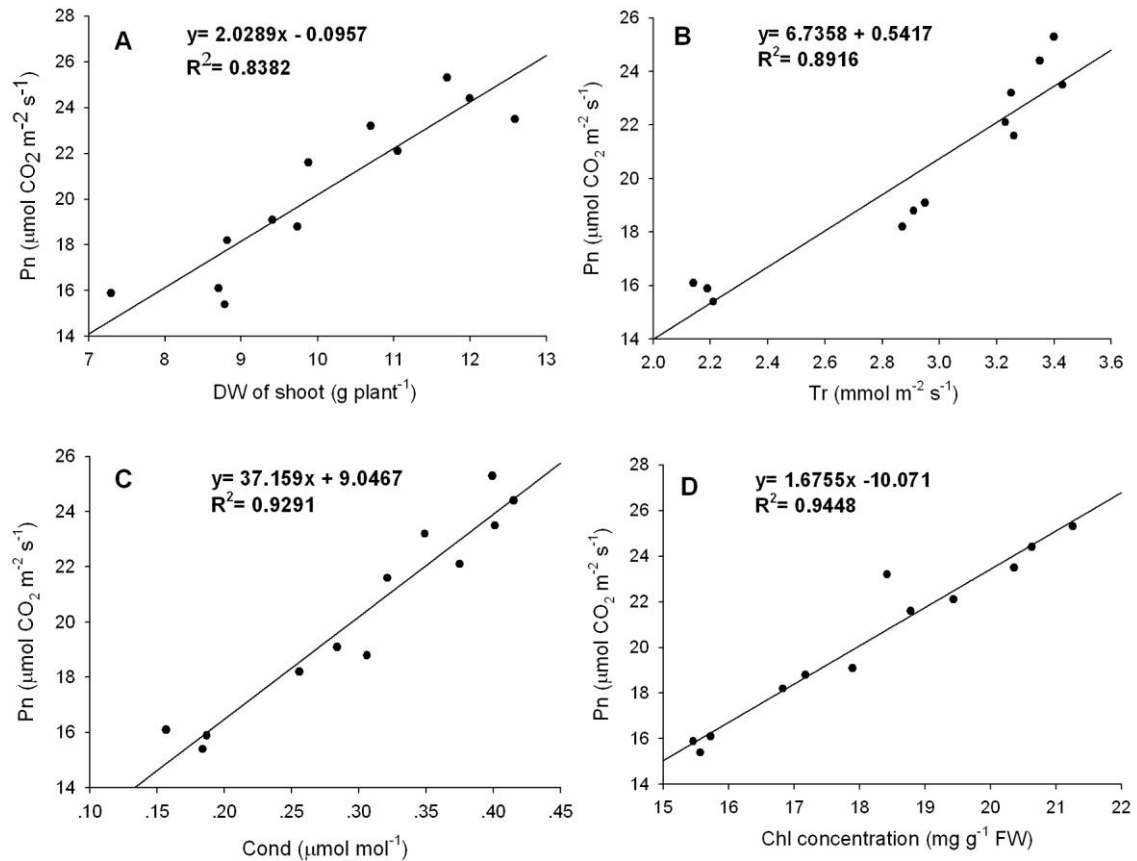 A
y= 2.0289x - 0.0957
R²= 0.8382
Pn (μmol CO₂ m⁻² s⁻¹)
28
26
24
22
20
18
16
14
7 8 9 10 11 12 13
DW of shoot (g plant⁻¹)
B
y= 6.7358 + 0.5417
R²= 0.8916
Pn (μmol CO₂ m⁻² s⁻¹)
28
26
24
22
20
18
16
14
2.0 2.2 2.4 2.6 2.8 3.0 3.2 3.4 3.6
Tr (mmol m⁻² s⁻¹)
C
y= 37.159x + 9.0467
R²= 0.9291
Pn (μmol CO₂ m⁻² s⁻¹)
26
24
22
20
18
16
14
.10 .15 .20 .25 .30 .35 .40 .45
Cond (μmol mol⁻¹)
D
y= 1.6755x -10.071
R²= 0.9448
Pn (μmol CO₂ m⁻² s⁻¹)
28
26
24
22
20
18
16
14
15 16 17 18 19 20 21 22
Chl concentration (mg g⁻¹ FW)